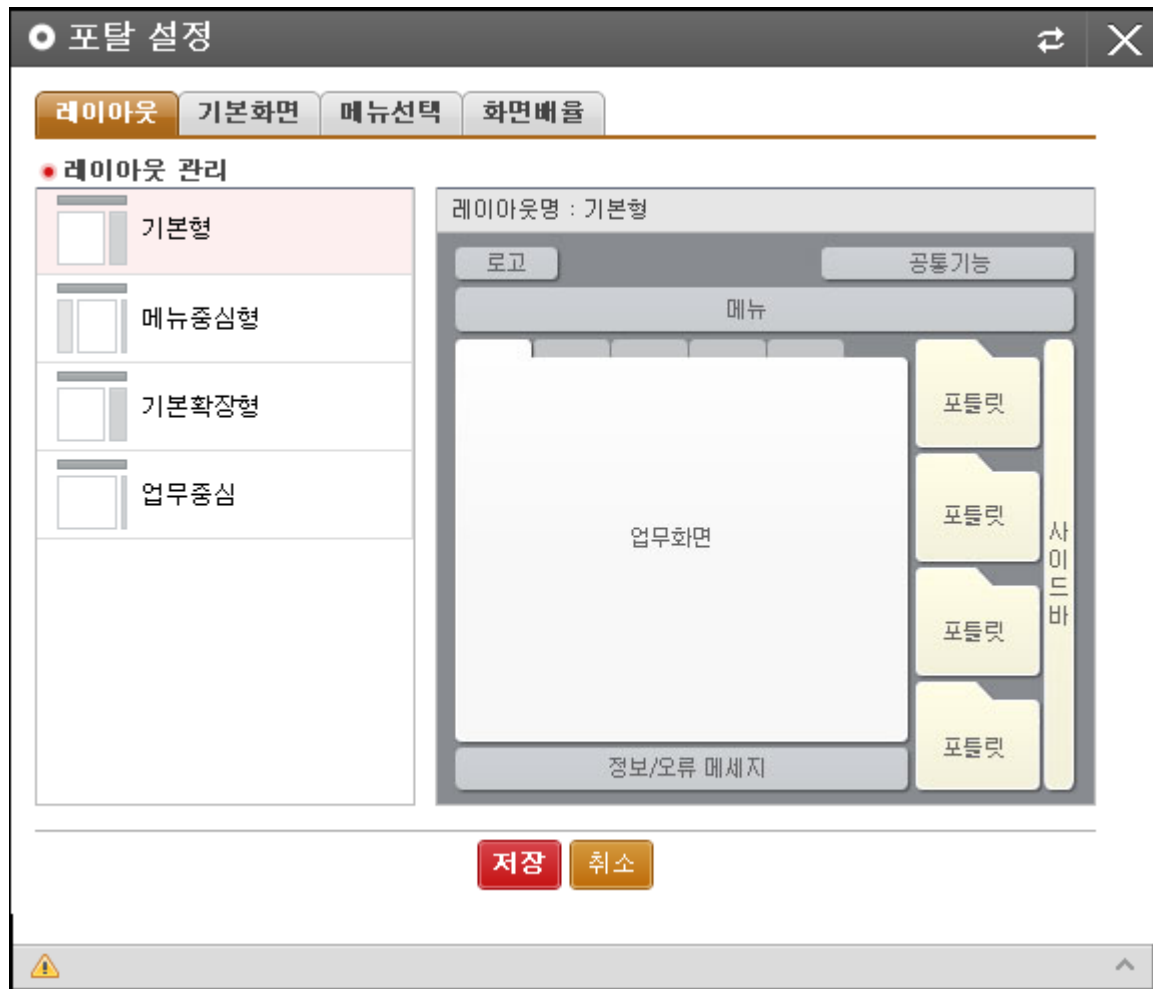 포탈 설정
레이아웃 기본화면 메뉴선택 화면배율
레이아웃 관리
기본형
메뉴중심형
기본확장형
업무중심
레이아웃명 : 기본형
로고 공통기능
메뉴
포틀릿
포틀릿
업무화면
사이드바
포틀릿
포틀릿
정보/오류 메세지
저장 취소